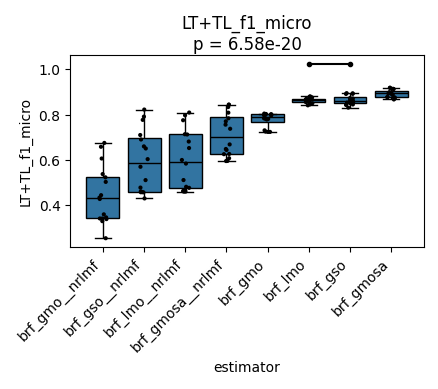 LT+TL_f1_micro
p = 6.58e-20
LT+TL_f1_micro
1.0
0.8
0.6
0.4
brf_gmo__nrlmf
brf_gso__nrlmf
brf_lmo__nrlmf
brf_gmosa__nrlmf
brf_gmo
brf_lmo
brf_gso
brf_gmosa
estimator